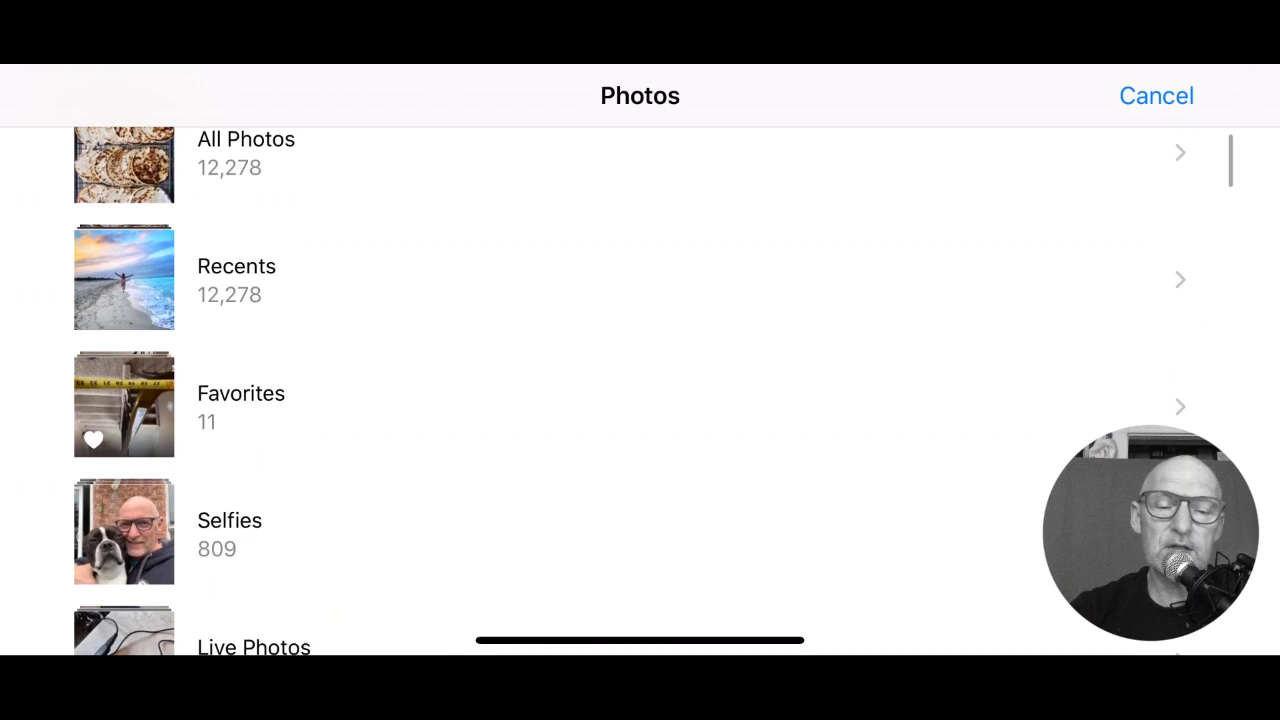 Photos
Cancel
All Photos
12,278
Recents
12,278
Favorites
11
Selfies
809
Live Photos